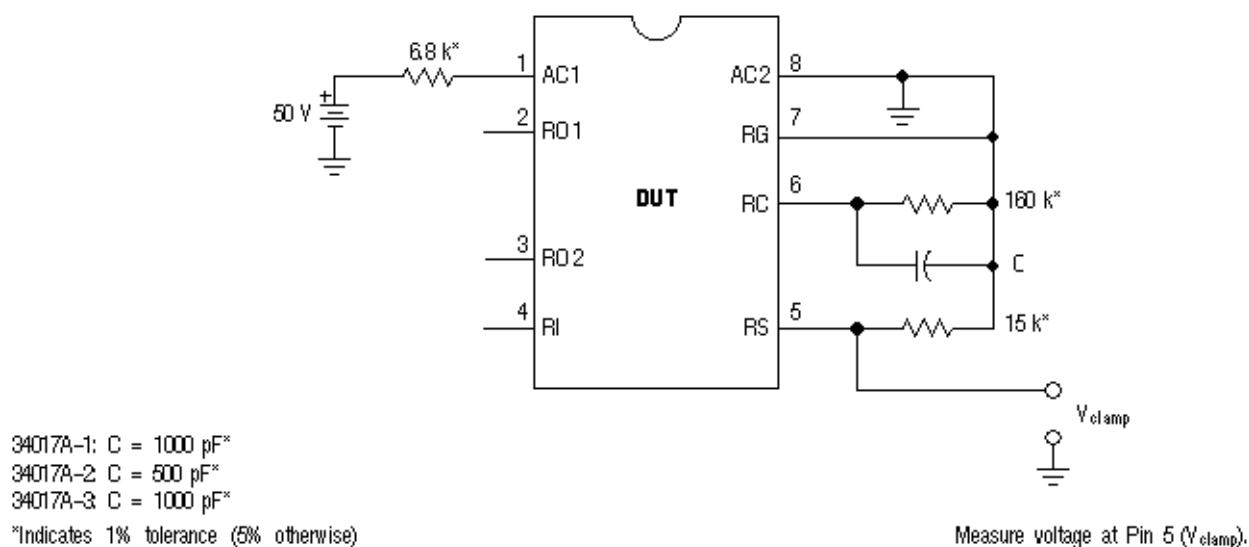 6.8 k*
50 V
+
1
AC1
2
RO1
3
RO2
4
RI
DUT
AC2
8
RG
7
RC
6
RS
5
160 k*
C
15 k*
Vclamp
34017A–1: C = 1000 pF*
34017A–2: C = 500 pF*
34017A–3: C = 1000 pF*
*Indicates 1% tolerance (5% otherwise)
Measure voltage at Pin 5 (Vclamp).